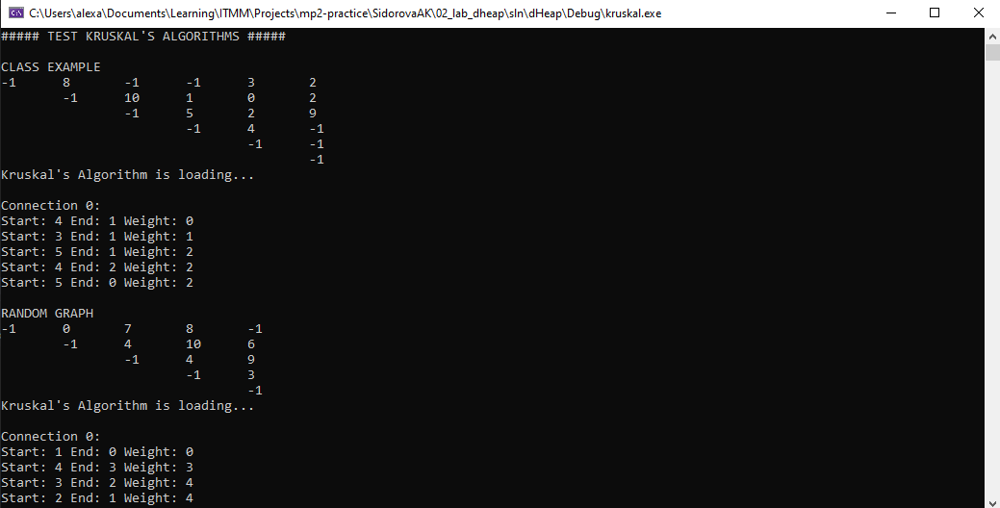 C:\Users\alexa\Documents\Learning\ITMM\Projects\mp2-practice\SidorovaAK\02_lab_dheap\sln\dHeap\Debug\kruskal.exe
##### TEST KRUSKAL'S ALGORITHMS #####
CLASS EXAMPLE
-1 8 -1 -1 3 2
-1 10 1 0 2
-1 5 2 9
-1 4 -1
-1 -1
-1
Kruskal's Algorithm is loading...
Connection 0:
Start: 4 End: 1 Weight: 0
Start: 3 End: 1 Weight: 1
Start: 5 End: 1 Weight: 2
Start: 4 End: 2 Weight: 2
Start: 5 End: 0 Weight: 2
RANDOM GRAPH
-1 0 7 8 -1
-1 4 10 6
-1 4 9
-1 3
-1
Kruskal's Algorithm is loading...
Connection 0:
Start: 1 End: 0 Weight: 0
Start: 4 End: 3 Weight: 3
Start: 3 End: 2 Weight: 4
Start: 2 End: 1 Weight: 4